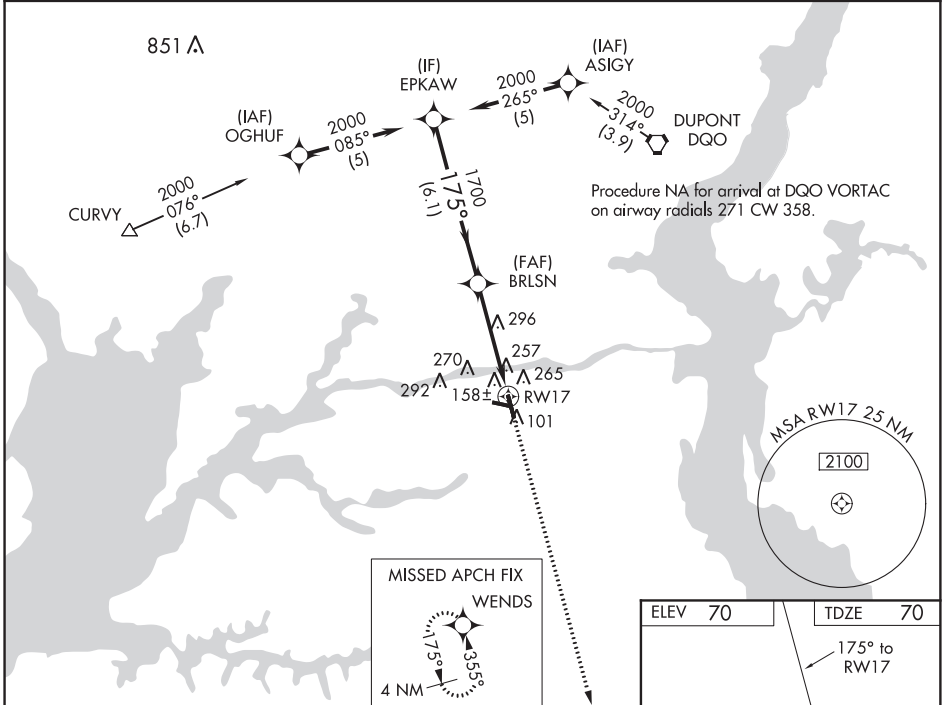 851
(IF)
EPKAW
(IAF)
ASIGY
2000
265°
(5)
2000
314°
(3.9)
DUPONT
DQO
(IAF)
OGHUF
2000
085°
(5)
2000
076°
(6.7)
CURVY
1700
175°
(6.1)
Procedure NA for arrival at DQO VORTAC
on airway radials 271 CW 358.
(FAF)
BRLSN
296
257
270
265
292
158±
RW17
101
MSA RW17 25 NM
2100
MISSED APCH FIX
WENDS
175°
355°
4 NM
ELEV 70
TDZE 70
175° to
RW17